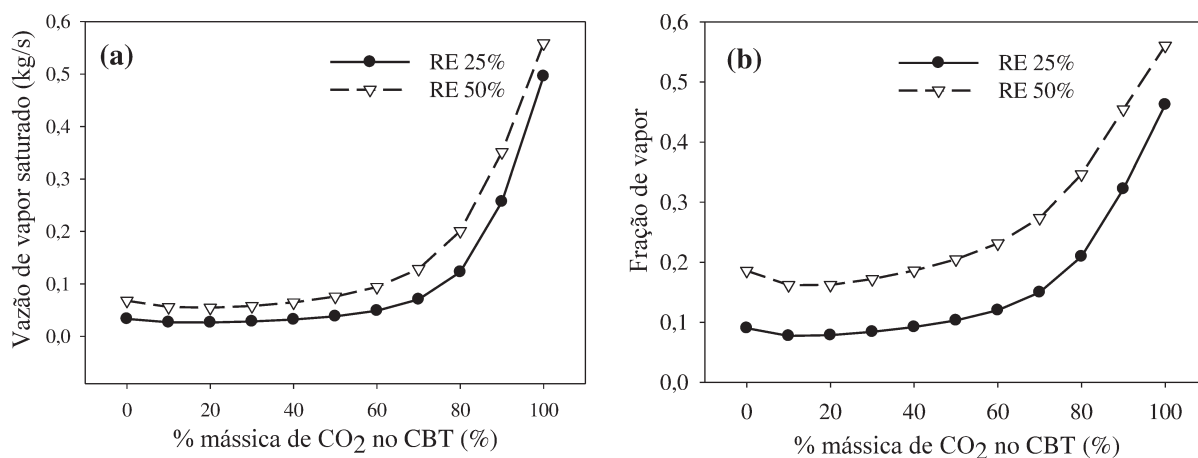 (a)
RE 25%
RE 50%
Vazão de vapor saturado (kg/s)
0,6
0,5
0,4
0,3
0,2
0,1
0,0
0 20 40 60 80 100
% mássica de CO2 no CBT (%)
(b)
RE 25%
RE 50%
Fração de vapor
0,6
0,5
0,4
0,3
0,2
0,1
0,0
0 20 40 60 80 100
% mássica de CO2 no CBT (%)